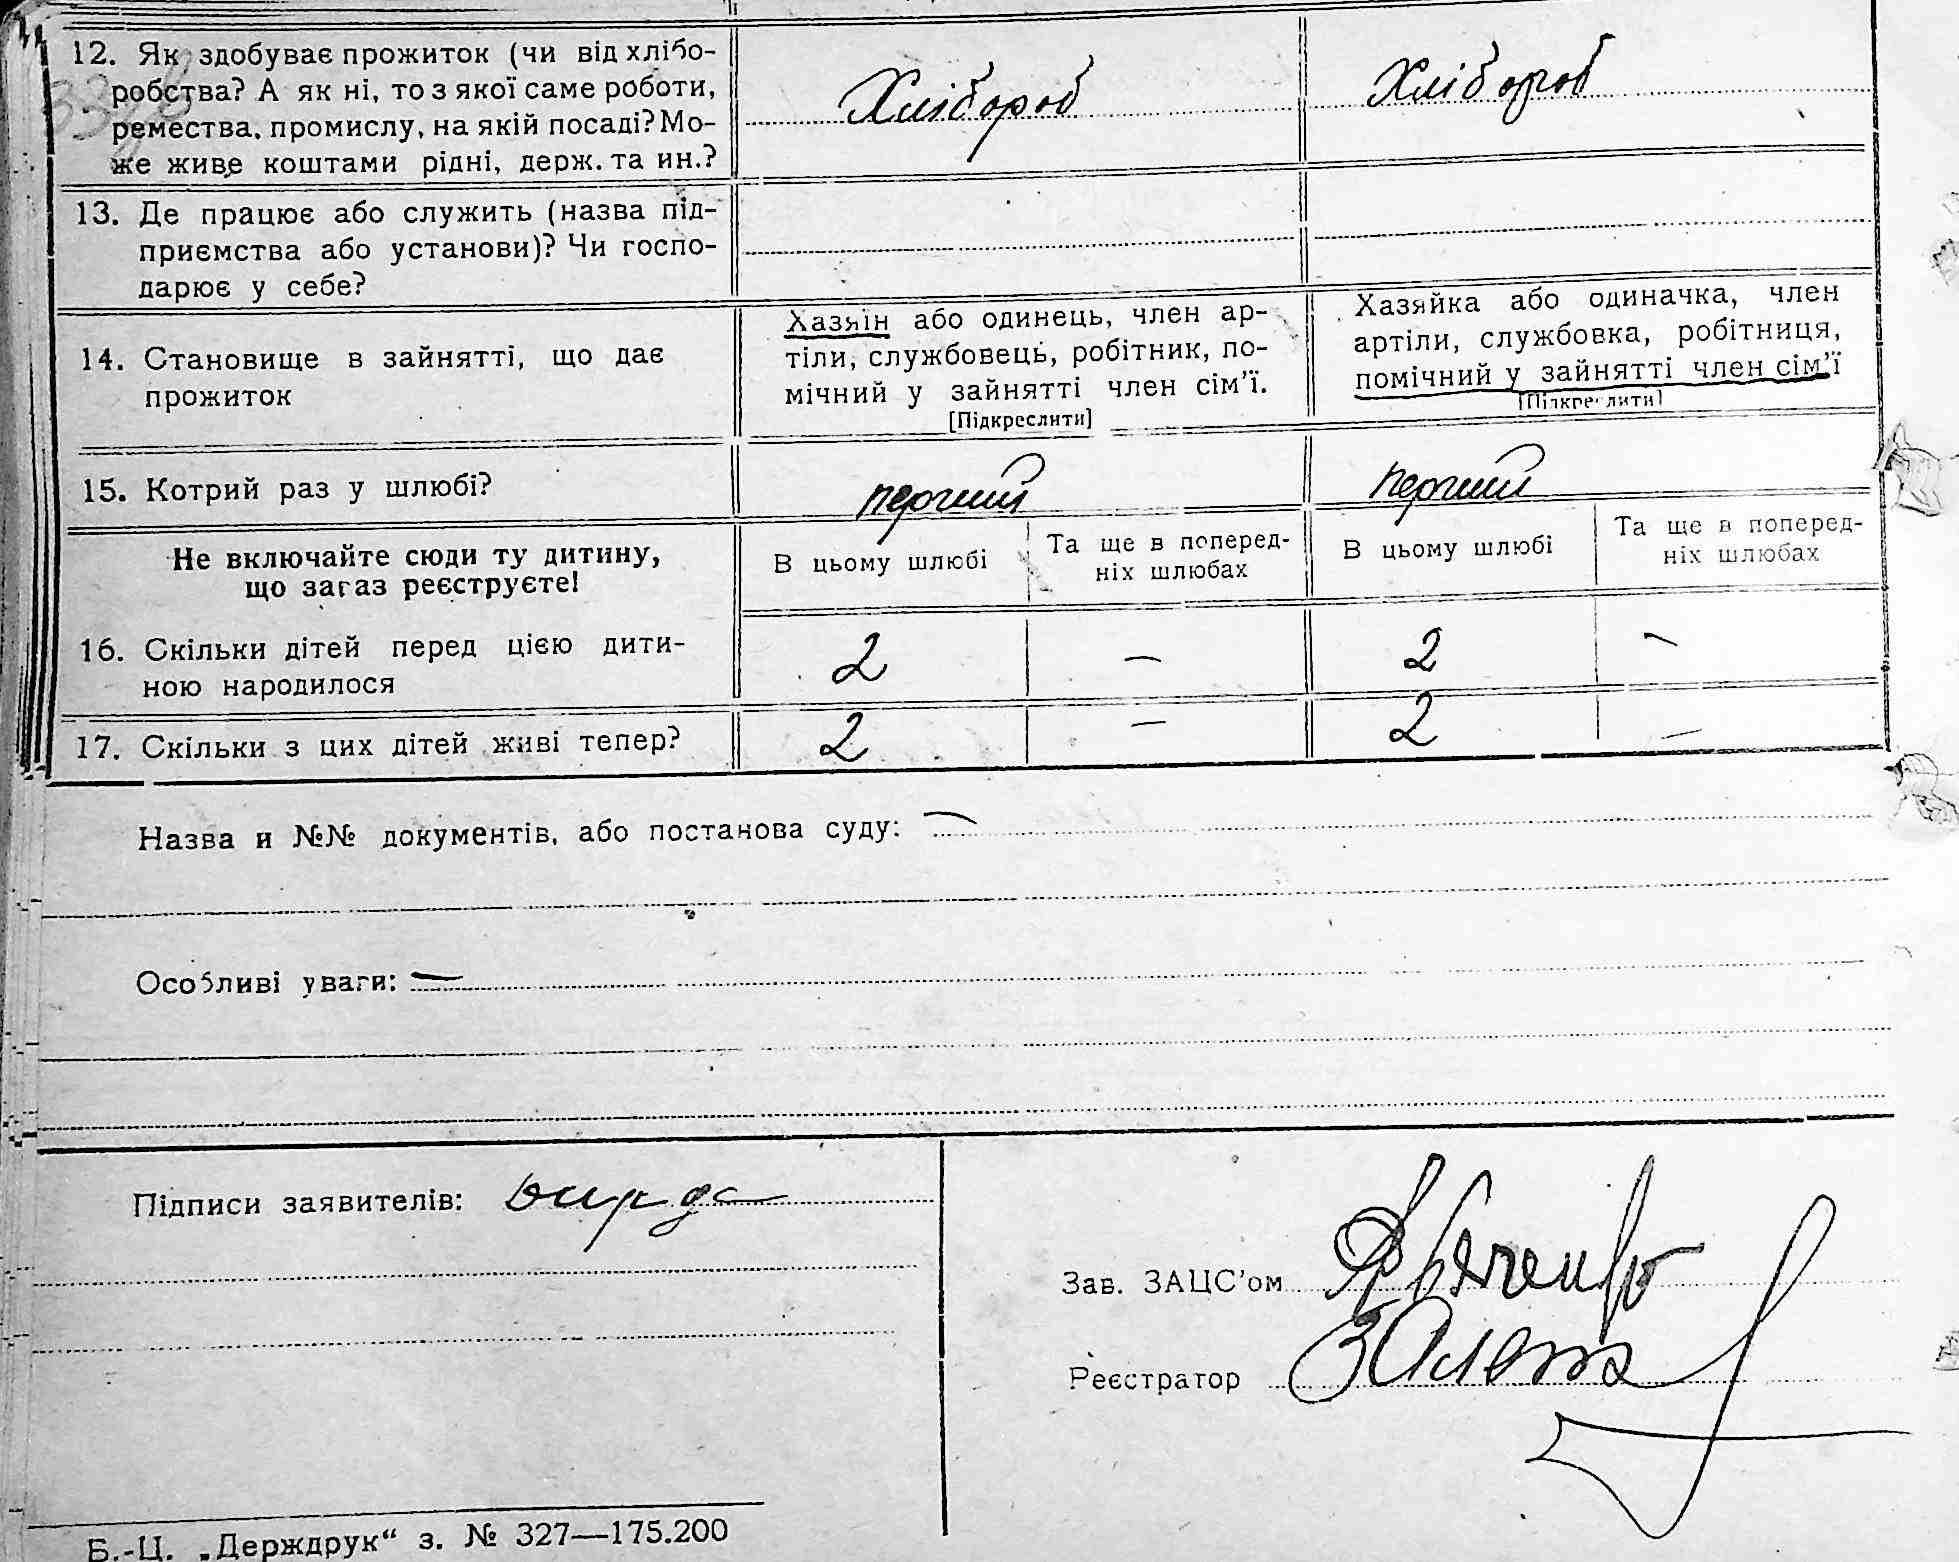 12. Як здобуває прожиток (чи від хлібо-
робства? А як ні, то з якої саме роботи,
ремества, промислу, на якій посаді? Мо-
же живе коштами рідні, держ. та ин.?
Хлібороб
Хлібороб
13. Де працює або служить (назва під-
приємства або установи)? Чи госпо-
дарює у себе?
14. Становище в зайнятті, що дає
прожиток
Хазяїн або одинець, член ар-
тіли, службовець, робітник, по-
мічний у зайнятті член сім'ї.
[Підкреслити]
Хазяйка або одиначка, член
артіли, службовка, робітниця,
помічний у зайнятті член сім'ї
[Підкреслити]
15. Котрий раз у шлюбі?
перший
перший
Не включайте сюди ту дитину,
що зараз реєструєте!
В цьому шлюбі
Та ще в поперед-
ніх шлюбах
В цьому шлюбі
Та ще в поперед-
ніх шлюбах
16. Скільки дітей перед цією дити-
ною народилося
2
—
2
—
17. Скільки з цих дітей живі тепер?
2
—
2
—
Назва и №№ документів, або постанова суду: —
Особливі уваги: —
Підписи заявителів:
Зав. ЗАЦС'ом
Реєстратор
Б.-Ц. „Держдрук“ з. № 327—175.200